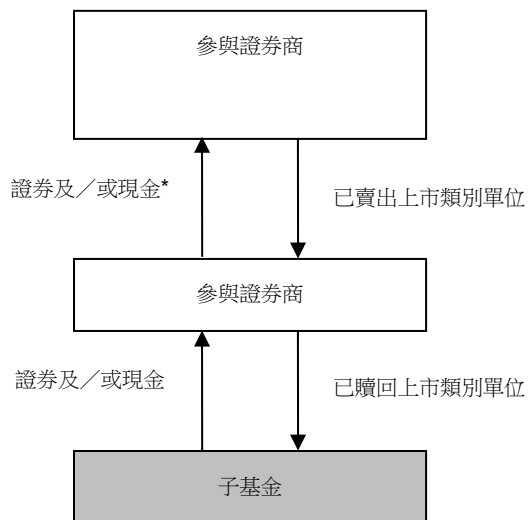 參與證券商
證券及／或現金*
已賣出上市類別單位
參與證券商
證券及／或現金
已贖回上市類別單位
子基金